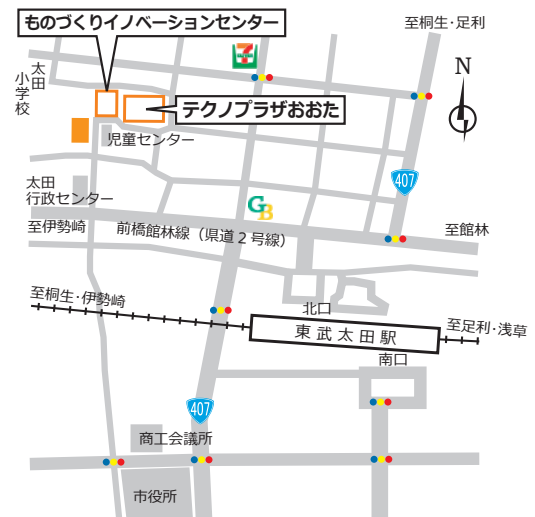 ものづくりイノベーションセンター
至桐生・足利
太田
小学校
7
N
テクノプラザおおた
児童センター
407
太田
行政センター
GB
至伊勢崎
前橋館林線（県道２号線）
至館林
至桐生・伊勢崎
北口
東武太田駅
至足利・浅草
南口
407
商工会議所
市役所